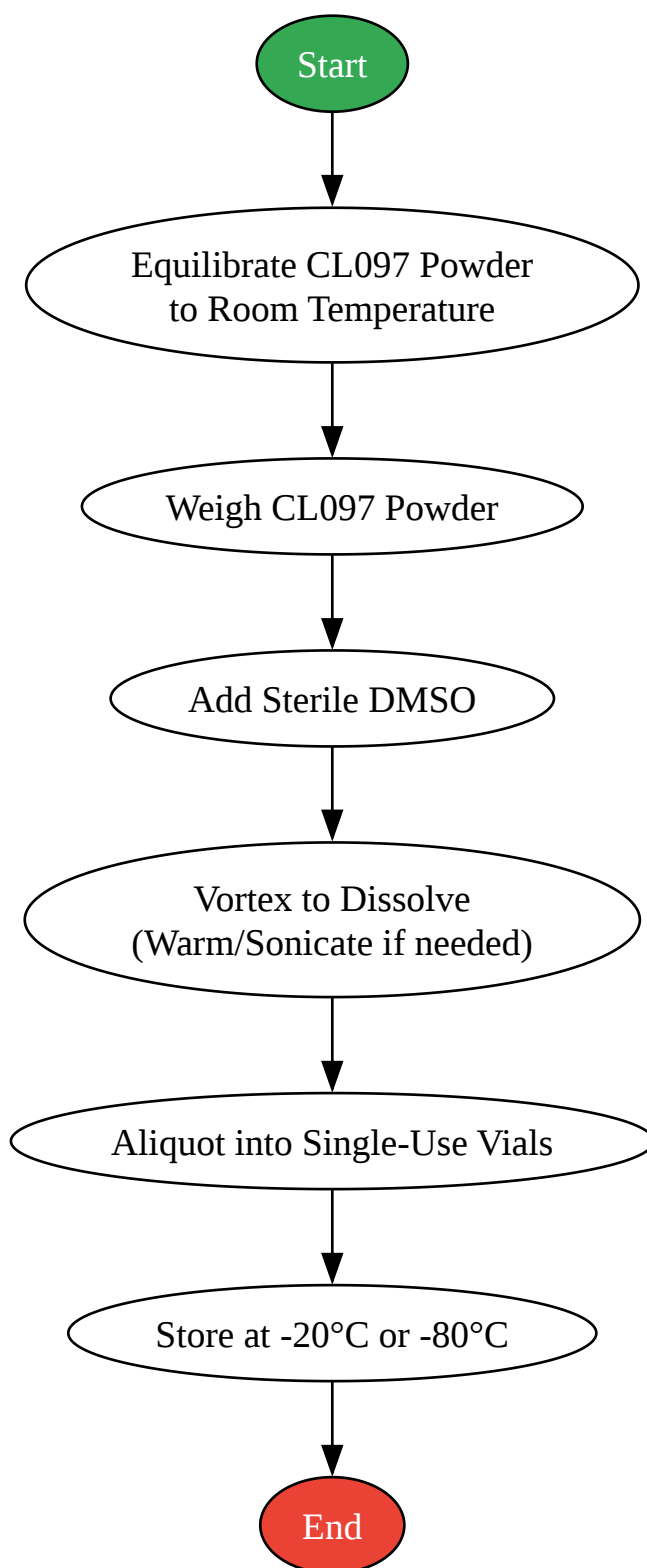 Start
Equilibrate CL097 Powder
to Room Temperature
Weigh CL097 Powder
Add Sterile DMSO
Vortex to Dissolve
(Warm/Sonicate if needed)
Aliquot into Single-Use Vials
Store at -20°C or -80°C
End